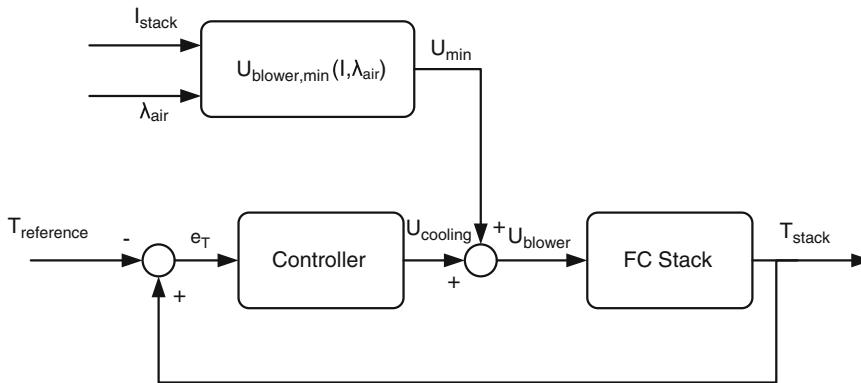 I_stack
U_blower,min(I,λ_air)
U_min
λ_air
T_reference
-
e_T
Controller
U_cooling
+
+
U_blower
FC Stack
T_stack
+